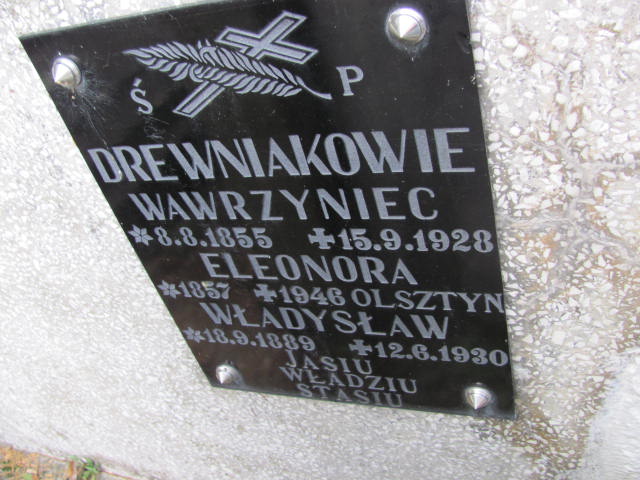 Ś P
DREWNIAKOWIE
WAWRZYNIEC
*8.8.1855 ✝15.9.1928
ELEONORA
*1857 ✝1946 OLSZTYN
WŁADYSŁAW
*18.9.1889 ✝12.6.1930
JASIU
WŁADZIU
STASIU